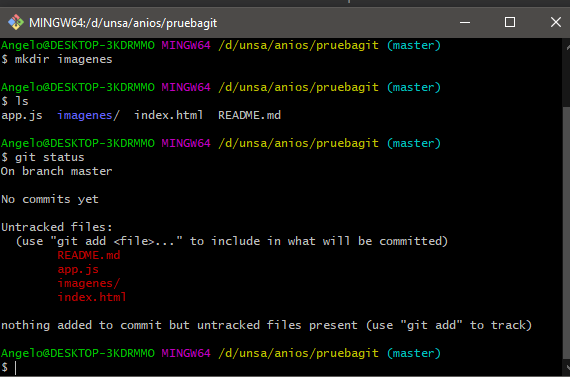 MINGW64:/d/unsa/anios/pruebagit
Angelo@DESKTOP-3KDRMMO MINGW64 /d/unsa/anios/pruebagit (master)
$ mkdir imagenes
Angelo@DESKTOP-3KDRMMO MINGW64 /d/unsa/anios/pruebagit (master)
$ ls
app.js  imagenes/  index.html  README.md
Angelo@DESKTOP-3KDRMMO MINGW64 /d/unsa/anios/pruebagit (master)
$ git status
On branch master
No commits yet
Untracked files:
  (use "git add <file>..." to include in what will be committed)
        README.md
        app.js
        imagenes/
        index.html
nothing added to commit but untracked files present (use "git add" to track)
Angelo@DESKTOP-3KDRMMO MINGW64 /d/unsa/anios/pruebagit (master)
$